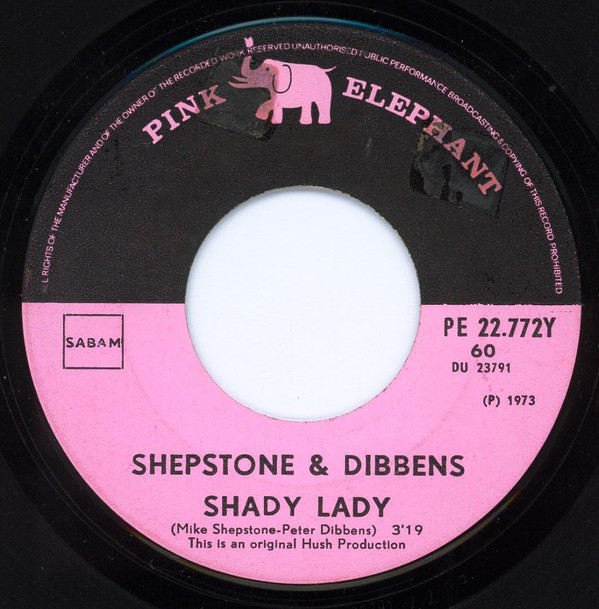 ALL RIGHTS OF THE MANUFACTURER AND OF THE OWNER OF THE RECORDED WORK RESERVED UNAUTHORISED PUBLIC PERFORMANCE BROADCASTING & COPYING OF THIS RECORD PROHIBITED
PINK ELEPHANT
SABAM
PE 22.772Y
60
DU 23791
(P) 1973
SHEPSTONE & DIBBENS
SHADY LADY
(Mike Shepstone-Peter Dibbens) 3'19
This is an original Hush Production